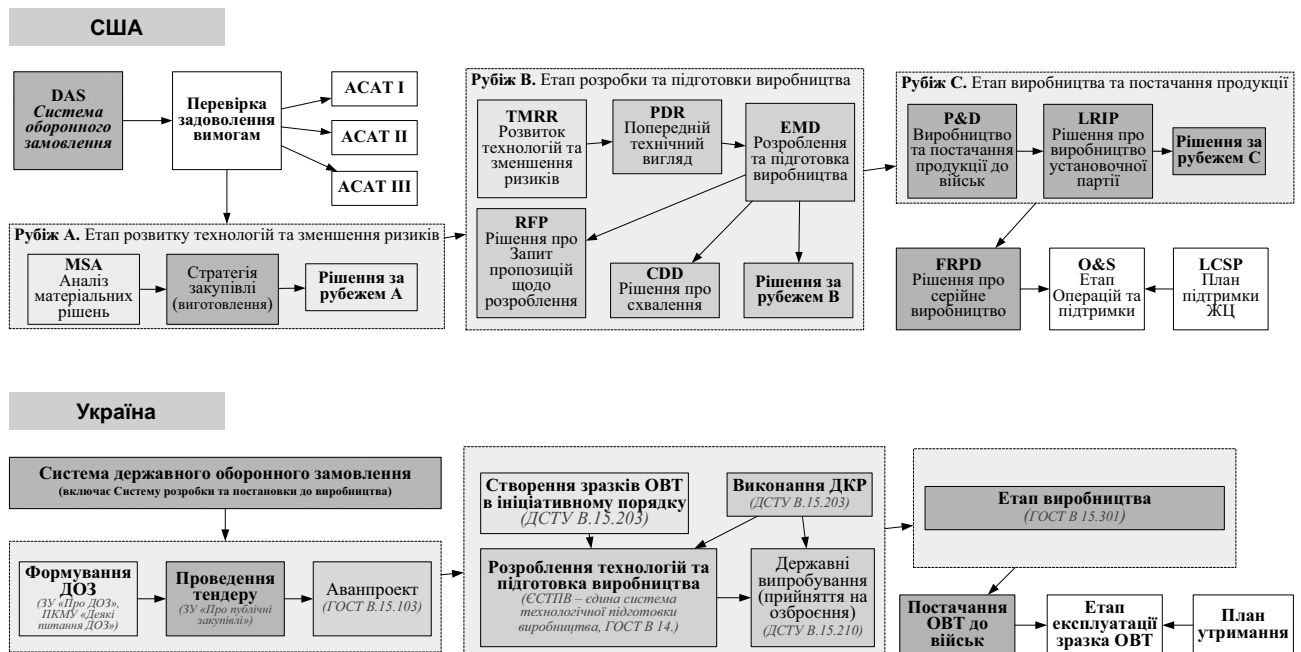 США
DAS
Система
оборонного
замовлення
Перевірка
задоволення
вимогам
ACAT I
ACAT II
ACAT III
Рубіж А. Етап розвитку технологій та зменшення ризиків
MSA
Аналіз
матеріальних
рішень
Стратегія
закупівлі
(виготовлення)
Рішення за
рубежем А
Рубіж В. Етап розробки та підготовки виробництва
TMRR
Розвиток
технологій та
зменшення
ризиків
PDR
Попередній
технічний
вигляд
EMD
Розроблення
та підготовка
виробництва
RFP
Рішення про
Запит
пропозицій
щодо
розроблення
CDD
Рішення про
схвалення
Рішення за
рубежем В
Рубіж С. Етап виробництва та постачання продукції
P&D
Виробництво
та постачання
продукції до
військ
LRIP
Рішення про
виробництво
установочної
партії
Рішення за
рубежем С
FRPD
Рішення про
серійне
виробництво
O&S
Етап
Операцій та
підтримки
LCSP
План
підтримки
ЖЦ
Україна
Система державного оборонного замовлення
(включає Систему розробки та постановки до виробництва)
Формування
ДОЗ
(ЗУ «Про ДОЗ»,
ПКМУ «Деякі
питання ДОЗ»)
Проведення
тендеру
(ЗУ «Про публічні
закупівлі»)
Аванпроект
(ГОСТ В.15.103)
Створення зразків ОВТ
в ініціативному порядку
(ДСТУ В.15.203)
Виконання ДКР
(ДСТУ В.15.203)
Розроблення технологій та
підготовка виробництва
(ЄСТПВ – єдина система
технологічної підготовки
виробництва, ГОСТ В 14.)
Державні
випробування
(прийняття на
озброєння)
(ДСТУ В.15.210)
Етап виробництва
(ГОСТ В 15.301)
Постачання
ОВТ до
військ
Етап
експлуатації
зразка ОВТ
План
утримання